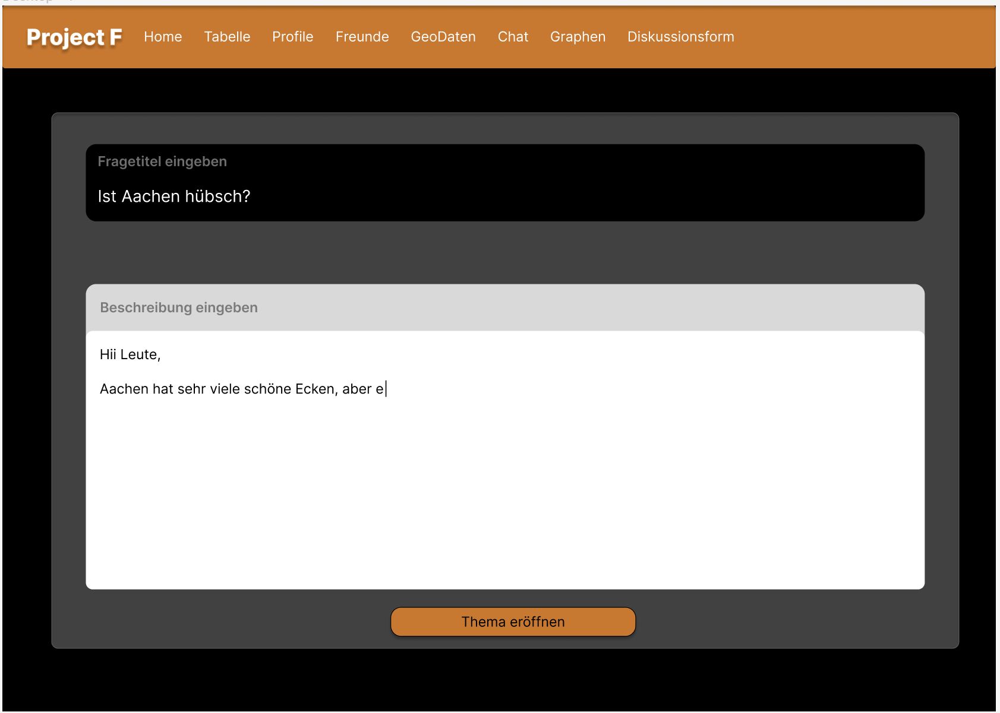 Project F Home Tabelle Profile Freunde GeoDaten Chat Graphen Diskussionsform
Fragetitel eingeben
Ist Aachen hübsch?
Beschreibung eingeben
Hii Leute,
Aachen hat sehr viele schöne Ecken, aber e
Thema eröffnen